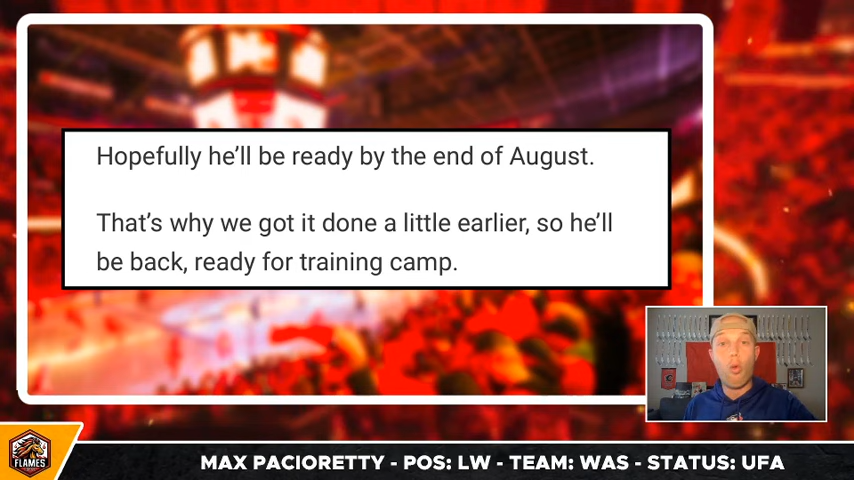 Hopefully he’ll be ready by the end of August.
That’s why we got it done a little earlier, so he’ll
be back, ready for training camp.
FLAMES
MAX PACIORETTY - POS: LW - TEAM: WAS - STATUS: UFA